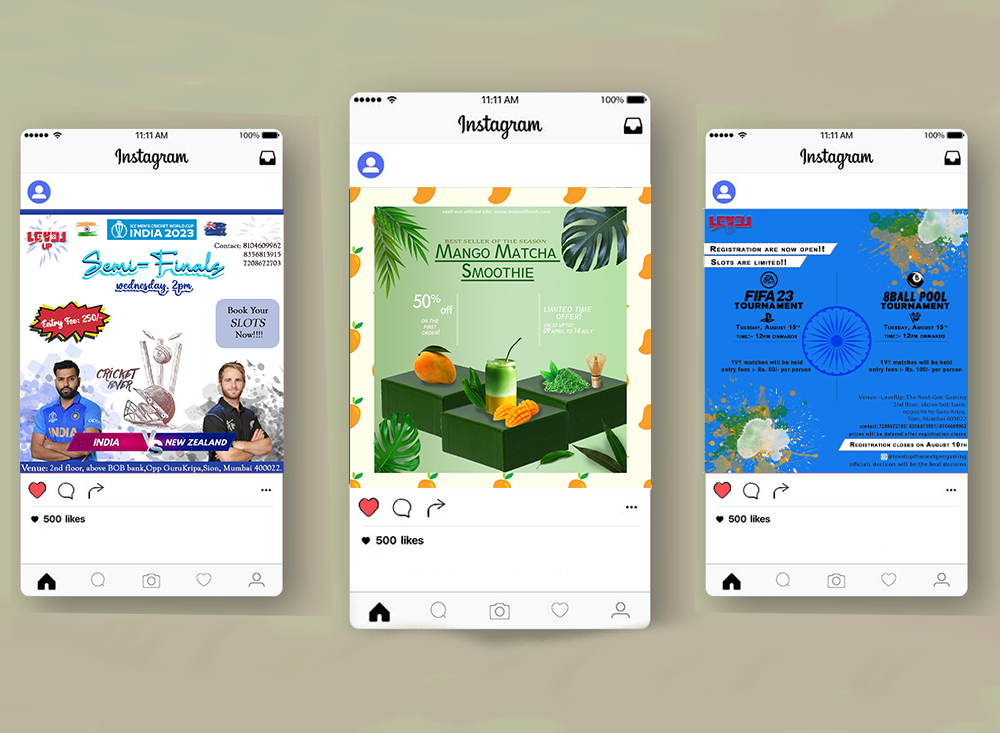 11:11 AM
100%
Instagram
LEVEL
UP
ICC MEN'S CRICKET WORLD CUP
INDIA 2023
Contact: 8104609962
8356813915
7208672703
Semi-Finals
wednesday, 2pm
Entry Fee: 250/-
Book Your
SLOTS
Now!!!!
CRICKET
FEVER
INDIA
INDIA
VS
NEW ZEALAND
Venue: 2nd floor, above BOB bank,Opp GuruKripa,Sion, Mumbai 400022.
500 likes
11:11 AM
100%
Instagram
BEST SELLER OF THE SEASON
MANGO MATCHA
SMOOTHIE
50%
off
ON THE
FIRST
ORDER!
LIMITED TIME
OFFER!
VALID UPTO:
09 APRIL TO 14 JULY
500 likes
11:11 AM
100%
Instagram
LEVEL
UP
REGISTRATION ARE NOW OPEN!!
SLOTS ARE LIMITED!!
EA
SPORTS
FIFA 23
TOURNAMENT
TUESDAY, AUGUST 15TH
TIME:- 12PM ONWARDS
1V1 matches will be held
entry fees :- Rs. 60/- per person
8
8BALL POOL
TOURNAMENT
TUESDAY, AUGUST 15TH
TIME:- 12PM ONWARDS
1V1 matches will be held
entry fees :- Rs. 100/- per person
Venue:-LevelUp: The Next-Gen Gaming
2nd floor, above bob bank,
opposite to Guru Kripa,
Sion, Mumbai 400022
contact: 7208672703/ 8356813915/ 8104609962
prizes will be delared after registration closes
REGISTRATION CLOSES ON AUGUST 10TH
@levelupthenextgengaming
officials decision will be the final decision
500 likes